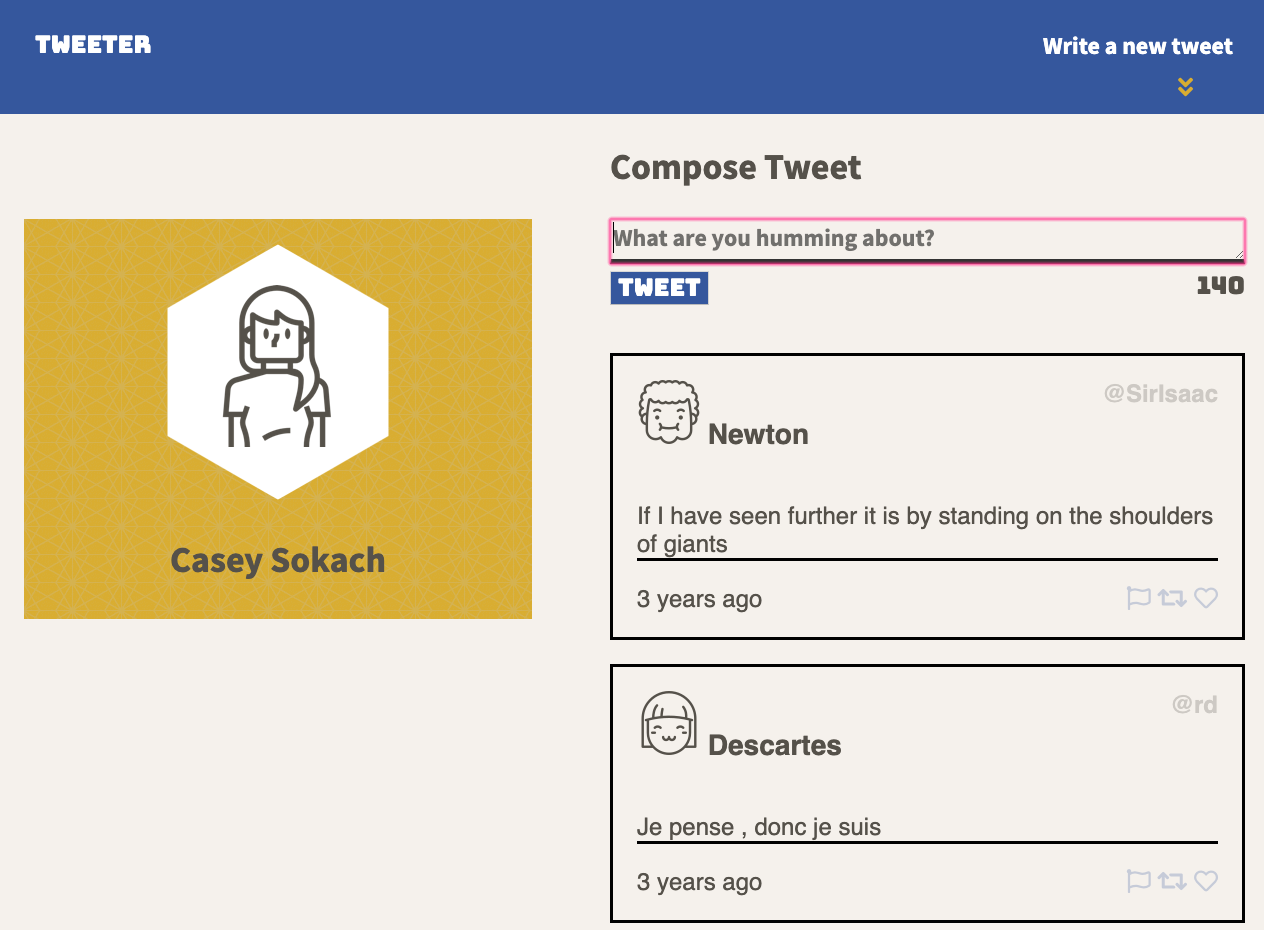 TWEETER
Write a new tweet
Casey Sokach
Compose Tweet
What are you humming about?
TWEET
140
@SirIsaac
Newton
If I have seen further it is by standing on the shoulders
of giants
3 years ago
@rd
Descartes
Je pense , donc je suis
3 years ago